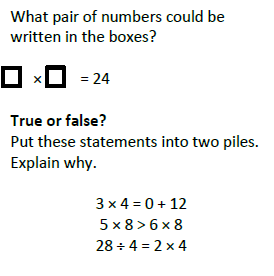 What pair of numbers could be
written in the boxes?
□ × □ = 24
True or false?
Put these statements into two piles.
Explain why.
3 × 4 = 0 + 12
5 × 8 > 6 × 8
28 ÷ 4 = 2 × 4